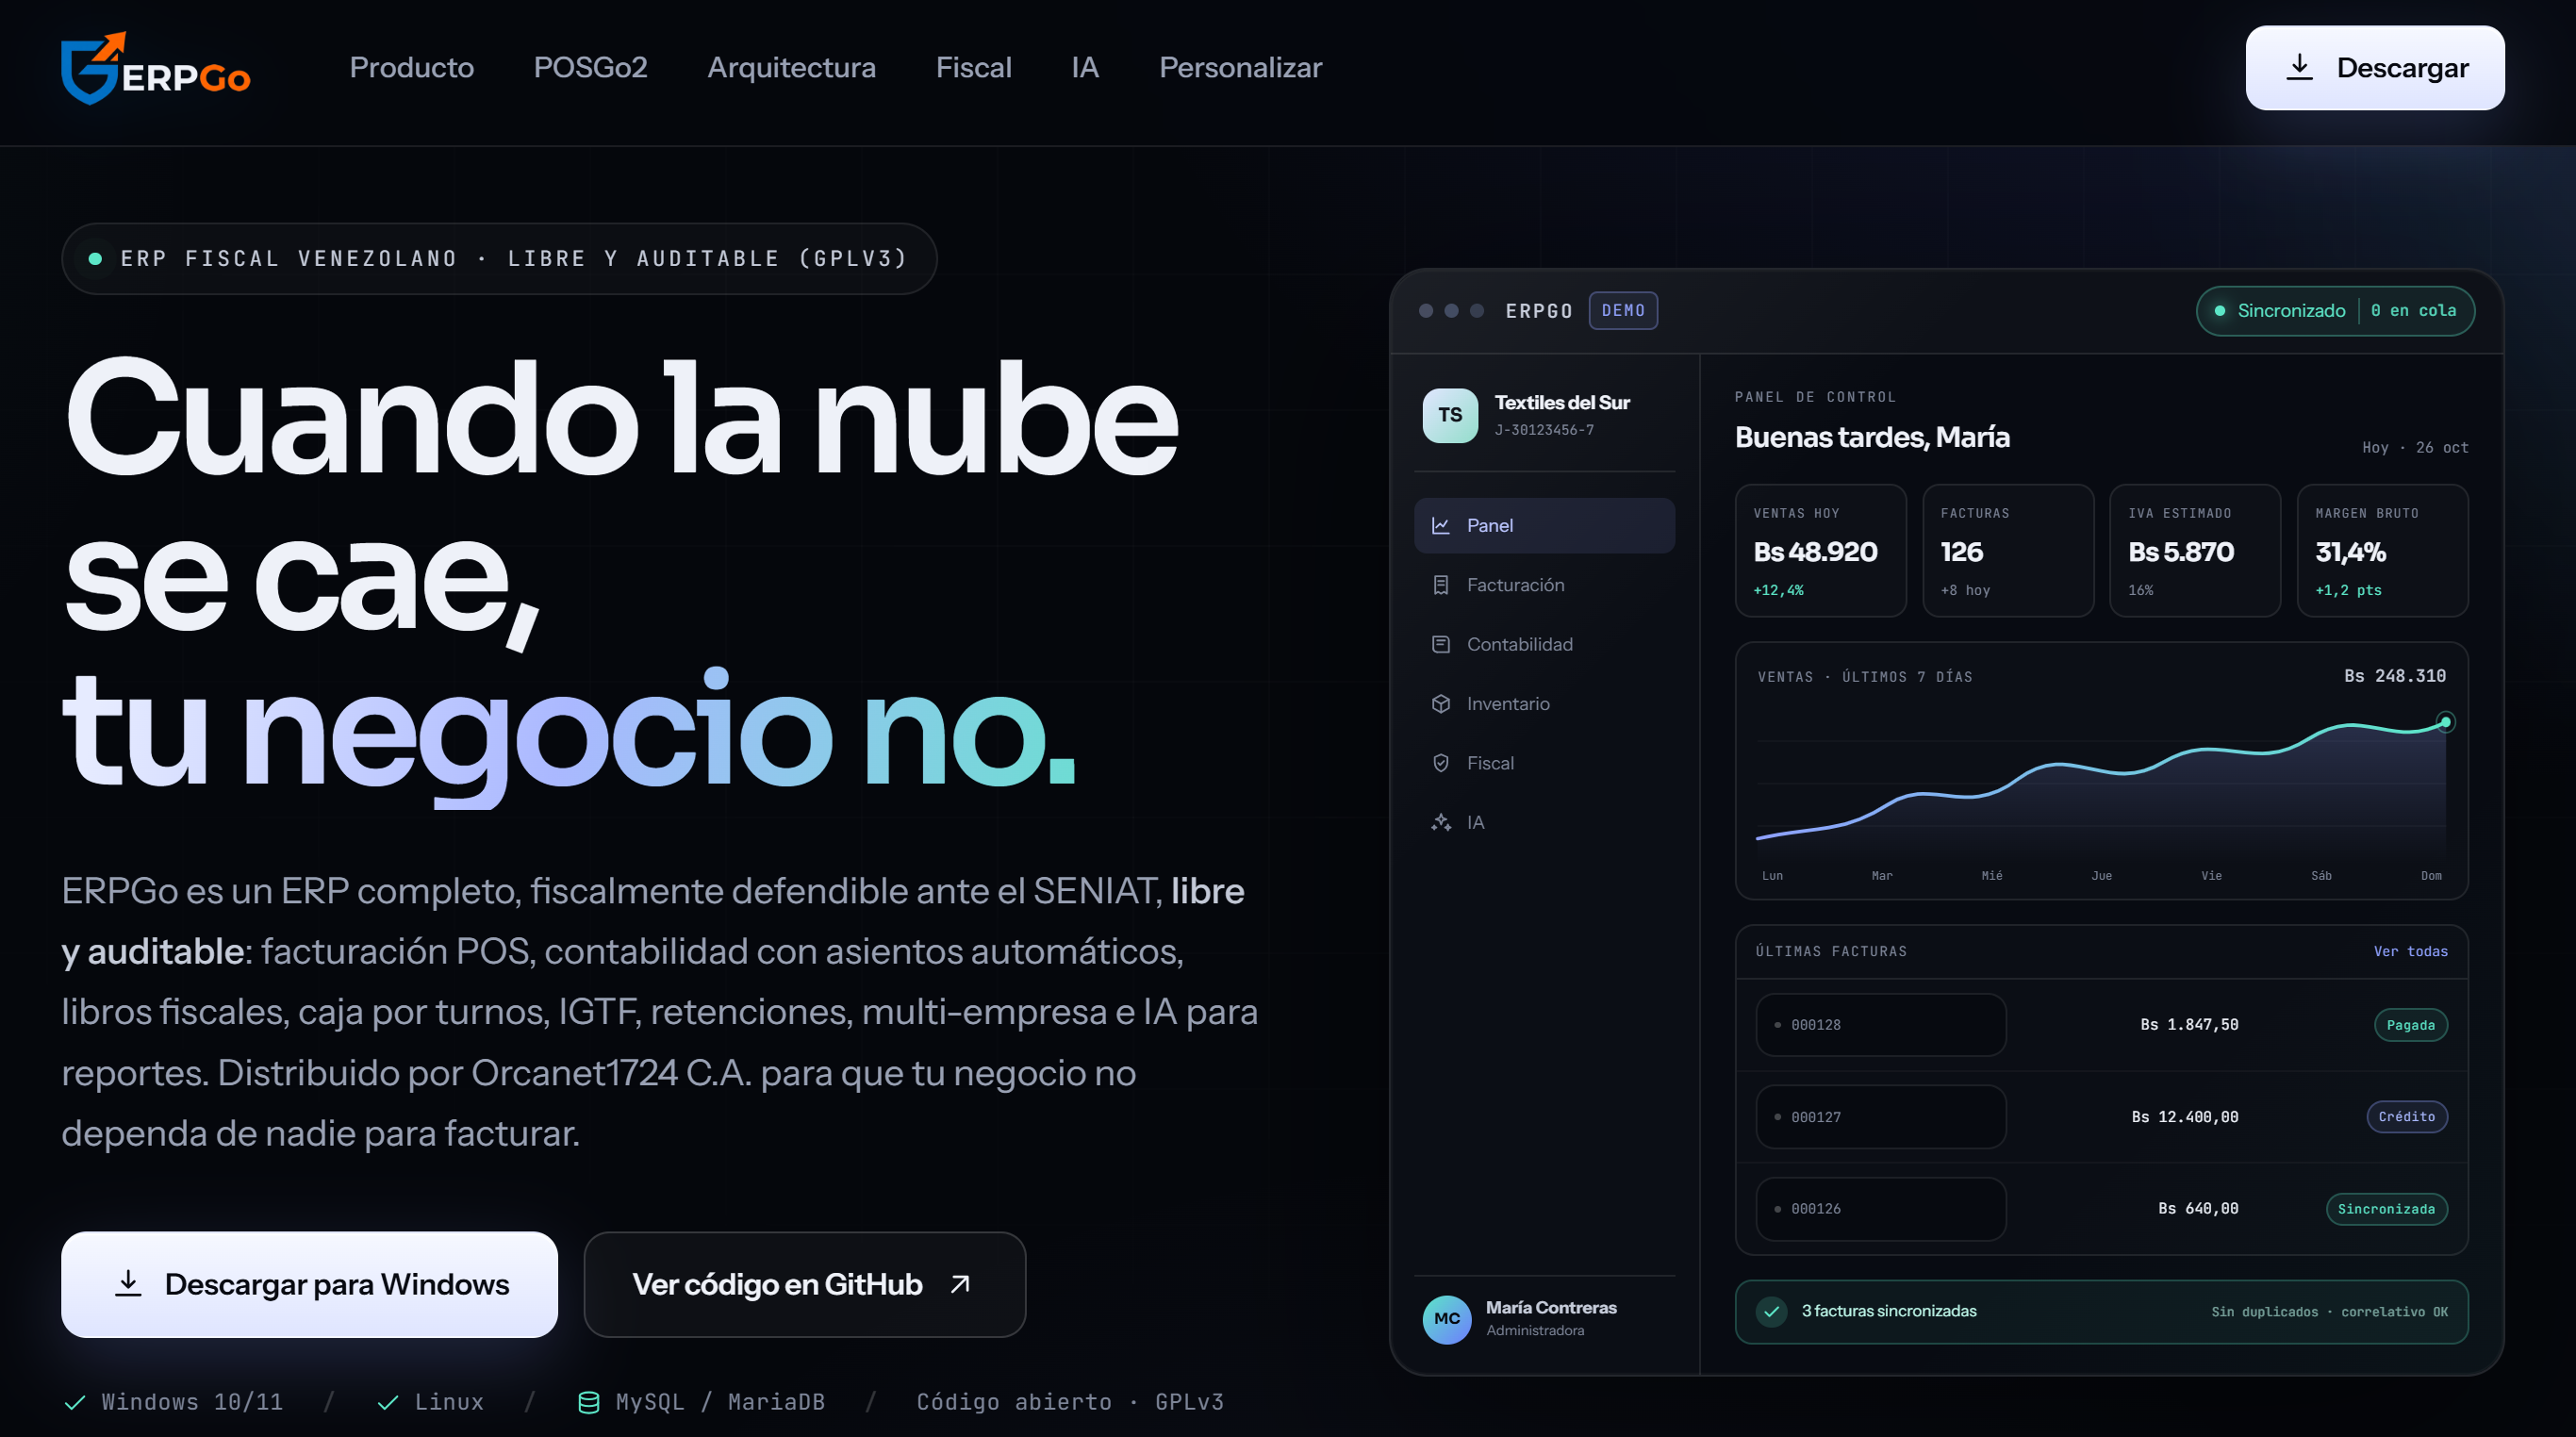 ERPGo
Producto
POSGo2
Arquitectura
Fiscal
IA
Personalizar
Descargar
ERP FISCAL VENEZOLANO · LIBRE Y AUDITABLE (GPLV3)
Cuando la nube
se cae,
tu negocio no.
ERPGo es un ERP completo, fiscalmente defendible ante el SENIAT, libre
y auditable: facturación POS, contabilidad con asientos automáticos,
libros fiscales, caja por turnos, IGTF, retenciones, multi-empresa e IA para
reportes. Distribuido por Orcanet1724 C.A. para que tu negocio no
dependa de nadie para facturar.
Descargar para Windows
Ver código en GitHub
Windows 10/11 / Linux / MySQL / MariaDB / Código abierto · GPLv3
ERPGO DEMO
Sincronizado 0 en cola
TS
Textiles del Sur
J-30123456-7
Panel
Facturación
Contabilidad
Inventario
Fiscal
IA
MC
María Contreras
Administradora
PANEL DE CONTROL
Buenas tardes, María
Hoy · 26 oct
VENTAS HOY
Bs 48.920
+12,4%
FACTURAS
126
+8 hoy
IVA ESTIMADO
Bs 5.870
16%
MARGEN BRUTO
31,4%
+1,2 pts
VENTAS · ÚLTIMOS 7 DÍAS
Bs 248.310
Lun Mar Mié Jue Vie Sáb Dom
ÚLTIMAS FACTURAS
Ver todas
000128 Bs 1.847,50 Pagada
000127 Bs 12.400,00 Crédito
000126 Bs 640,00 Sincronizada
3 facturas sincronizadas
Sin duplicados · correlativo OK